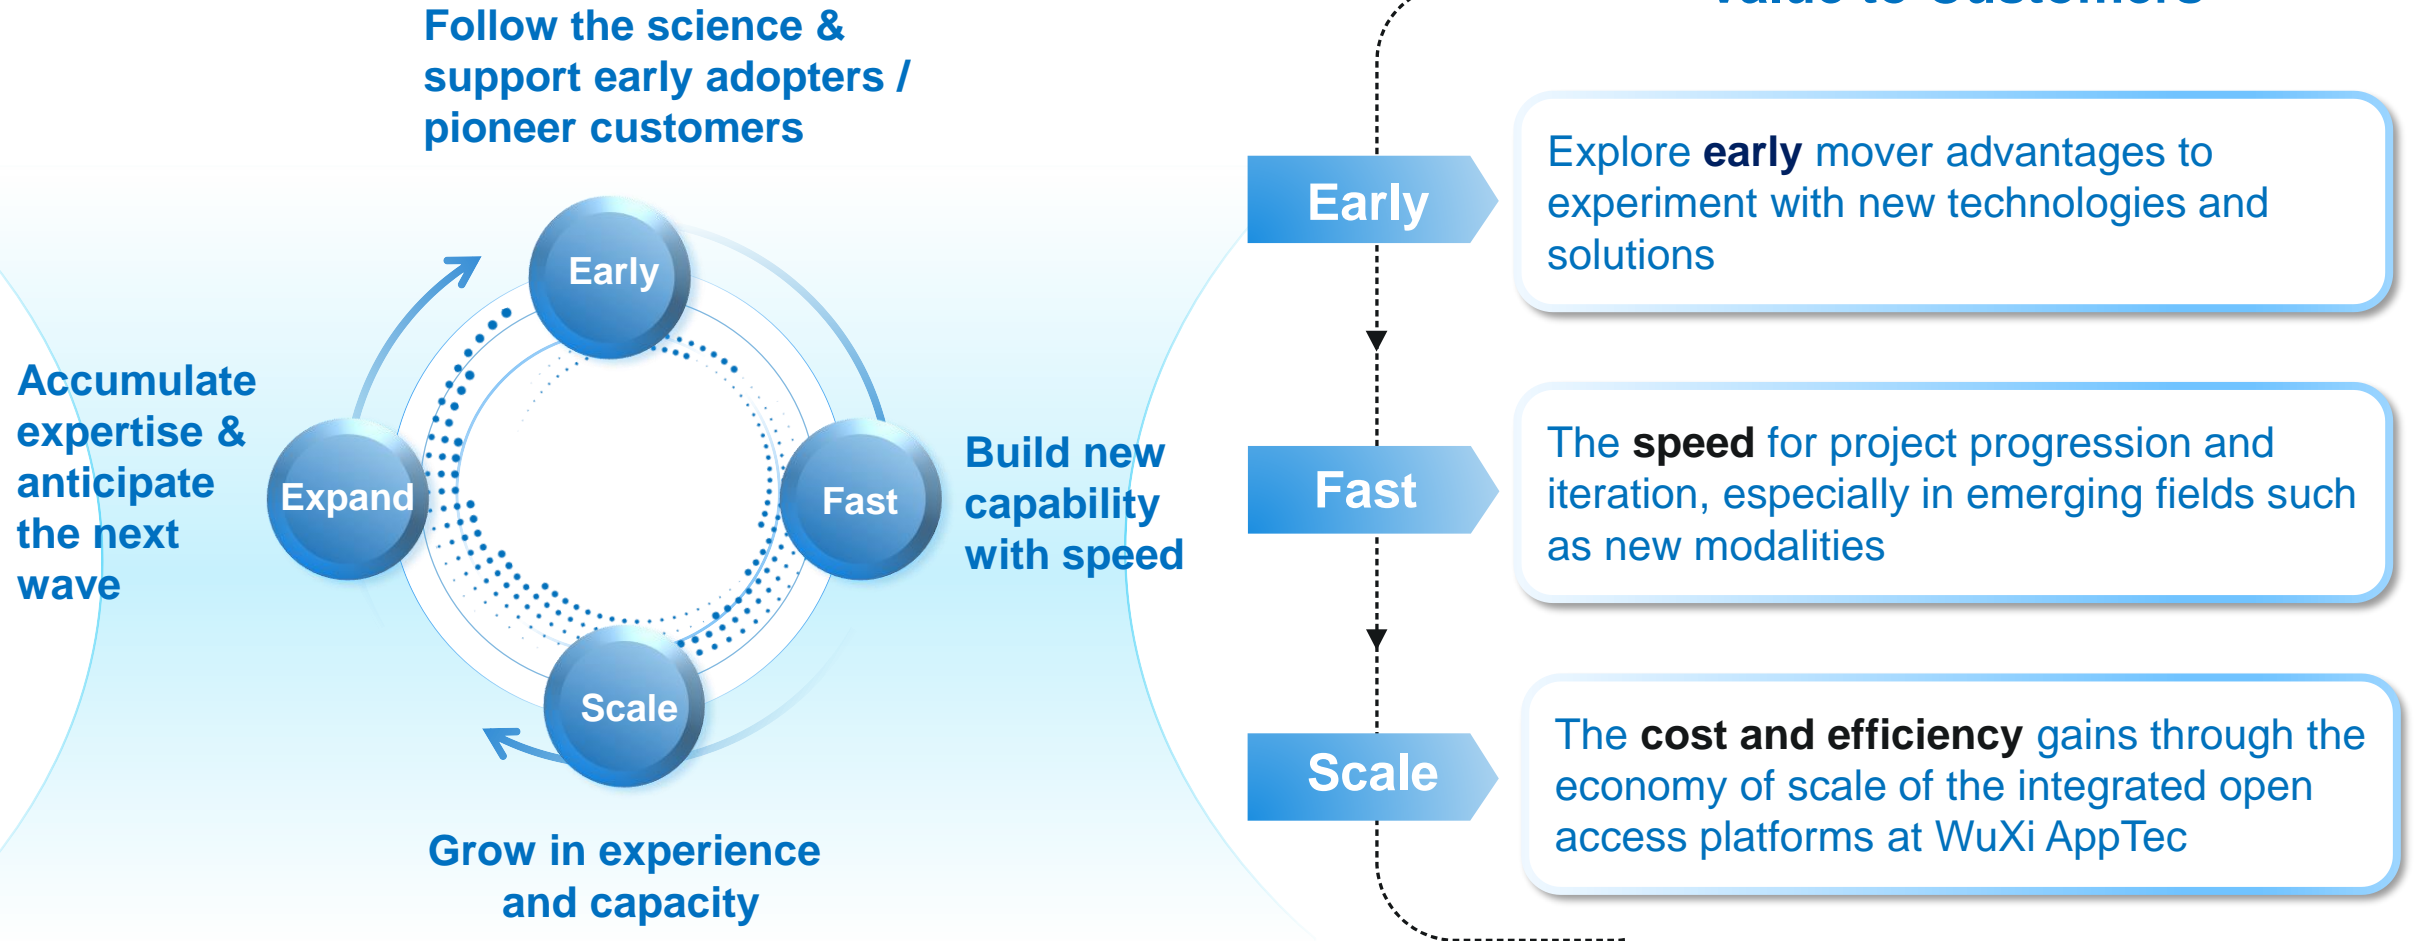 Follow the science &
support early adopters /
pioneer customers
Early
Accumulate
expertise &
anticipate
the next
wave
Expand
Fast
Build new
capability
with speed
Scale
Grow in experience
and capacity
Value to Customers
Early
Explore early mover advantages to
experiment with new technologies and
solutions
Fast
The speed for project progression and
iteration, especially in emerging fields such
as new modalities
Scale
The cost and efficiency gains through the
economy of scale of the integrated open
access platforms at WuXi AppTec